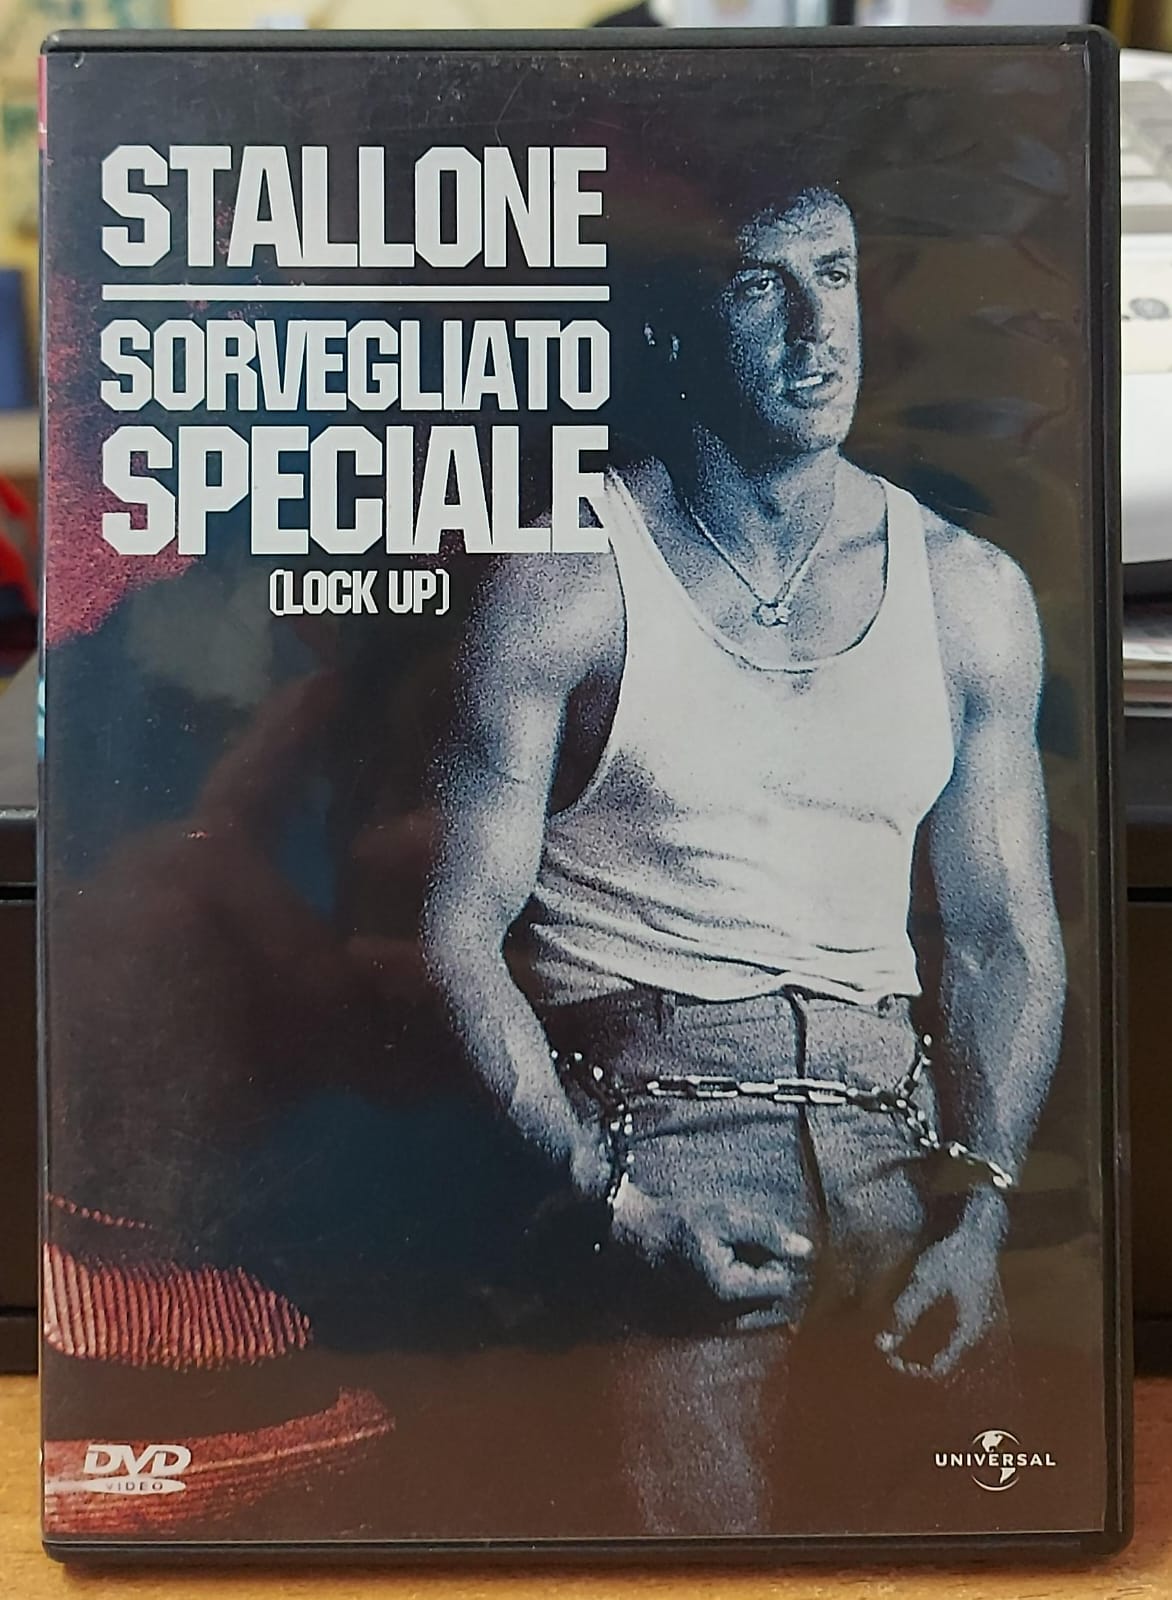 STALLONE
SORVEGLIATO
SPECIALE
(LOCK UP)
DVD
VIDEO
UNIVERSAL